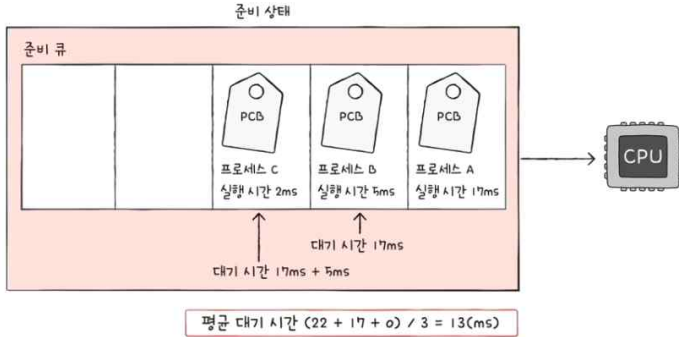 준비 상태
준비 큐
PCB
PCB
PCB
CPU
프로세스 C
실행 시간 2ms
프로세스 B
실행 시간 5ms
프로세스 A
실행 시간 17ms
대기 시간 17ms
대기 시간 17ms + 5ms
평균 대기 시간 (22 + 17 + 0) / 3 = 13(ms)